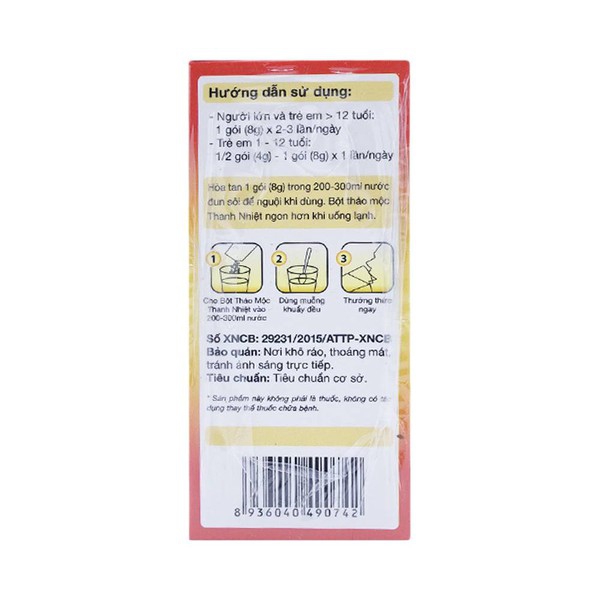 Hướng dẫn sử dụng:
- Người lớn và trẻ em > 12 tuổi:
1 gói (8g) x 2-3 lần/ngày
- Trẻ em 1 - 12 tuổi:
1/2 gói (4g) - 1 gói (8g) x 1 lần/ngày
Hòa tan 1 gói (8g) trong 200-300ml nước
đun sôi để nguội khi dùng. Bột thảo mộc
Thanh Nhiệt ngon hơn khi uống lạnh.
1 2 3
Cho Bột Thảo Mộc
Thanh Nhiệt vào
200-300ml nước
Dùng muỗng
khuấy đều
Thưởng thức
ngay
Số XNCB: 29231/2015/ATTP-XNCB
Bảo quản: Nơi khô ráo, thoáng mát,
tránh ánh sáng trực tiếp.
Tiêu chuẩn: Tiêu chuẩn cơ sở.
* Sản phẩm này không phải là thuốc, không có tác
dụng thay thế thuốc chữa bệnh.
8 936040 490742